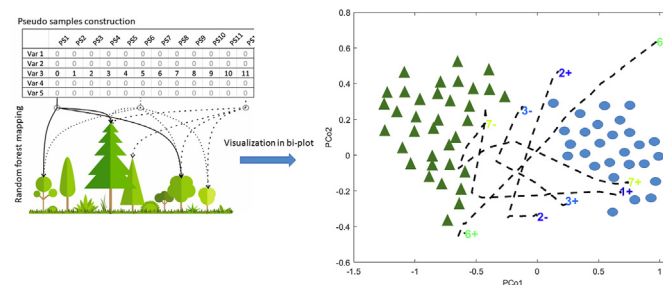 Pseudo samples construction
PS1 PS2 PS3 PS4 PS5 PS6 PS7 PS8 PS9 PS10 PS11
Var 1 0 0 0 0 0 0 0 0 0 0 0 0
Var 2 0 0 0 0 0 0 0 0 0 0 0 0
Var 3 0 1 2 3 4 5 6 7 8 9 10 11
Var 4 0 0 0 0 0 0 0 0 0 0 0 0
Var 5 0 0 0 0 0 0 0 0 0 0 0 0
Random forest mapping
Visualization in bi-plot
0.8
0.6
0.4
0.2
0
-0.2
-0.4
-0.6
PCo2
6
2+
3-
7-
7+
4+
3+
2-
6+
-1.5 -1 -0.5 0 0.5 1
PCo1